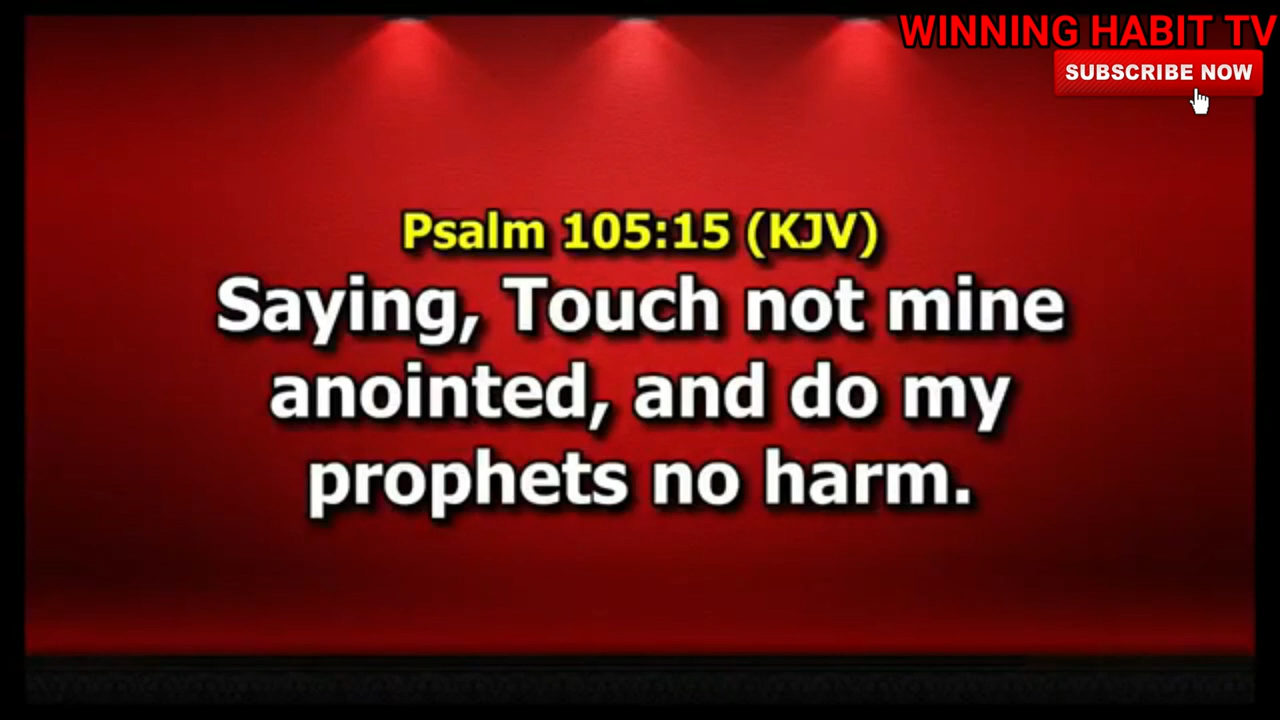 WINNING HABIT TV
SUBSCRIBE NOW
Psalm 105:15 (KJV)
Saying, Touch not mine
anointed, and do my
prophets no harm.